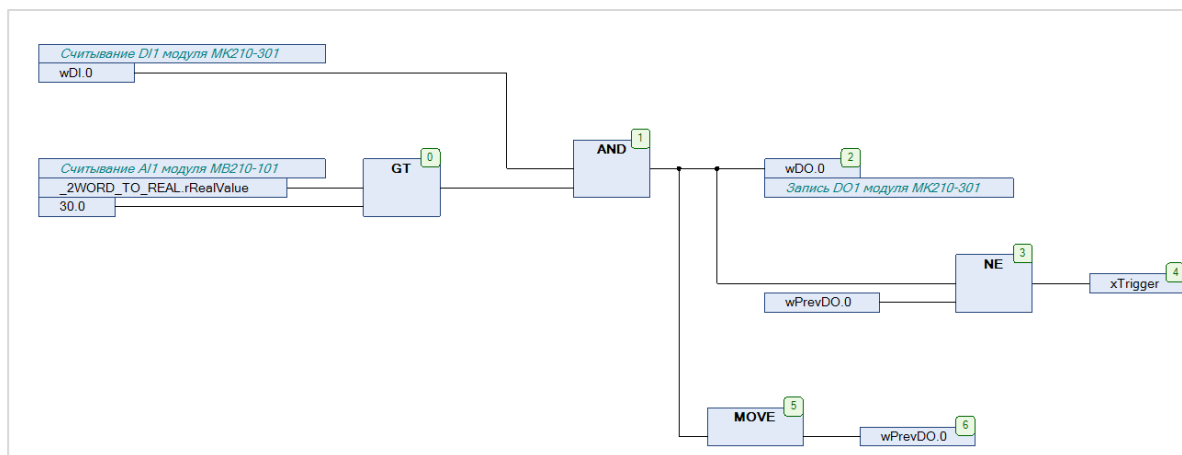 Считывание DI1 модуля МК210-301
wDI.0
Считывание AI1 модуля МВ210-101
_2WORD_TO_REAL.rRealValue
30.0
GT
0
AND
1
wDO.0
2
Запись DO1 модуля МК210-301
NE
3
wPrevDO.0
xTrigger
4
MOVE
5
wPrevDO.0
6